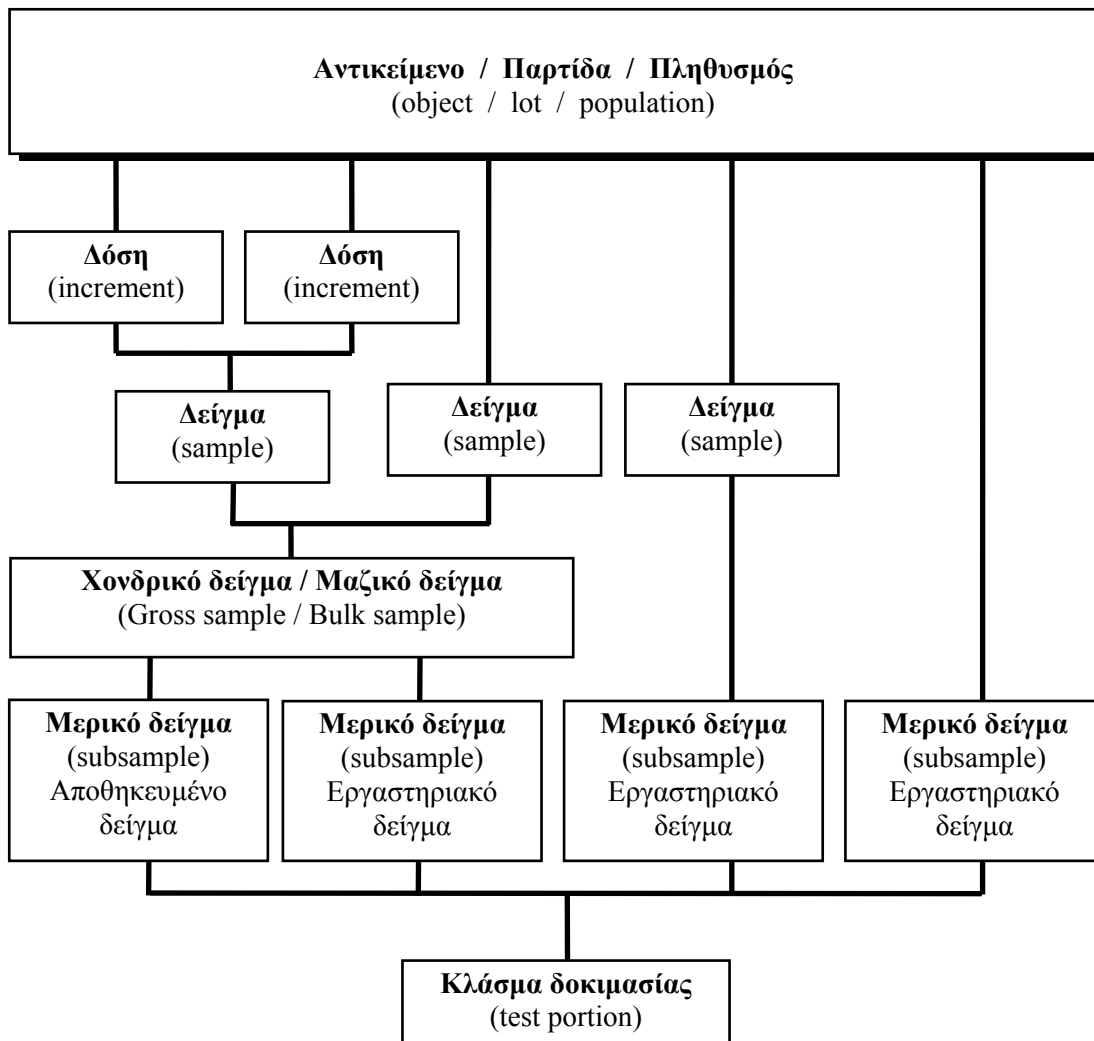 Αντικείμενο / Παρτίδα / Πληθυσμός
(object / lot / population)
Δόση
(increment)
Δόση
(increment)
Δείγμα
(sample)
Δείγμα
(sample)
Δείγμα
(sample)
Χονδρικό δείγμα / Μαζικό δείγμα
(Gross sample / Bulk sample)
Μερικό δείγμα
(subsample)
Αποθηκευμένο
δείγμα
Μερικό δείγμα
(subsample)
Εργαστηριακό
δείγμα
Μερικό δείγμα
(subsample)
Εργαστηριακό
δείγμα
Μερικό δείγμα
(subsample)
Εργαστηριακό
δείγμα
Κλάσμα δοκιμασίας
(test portion)